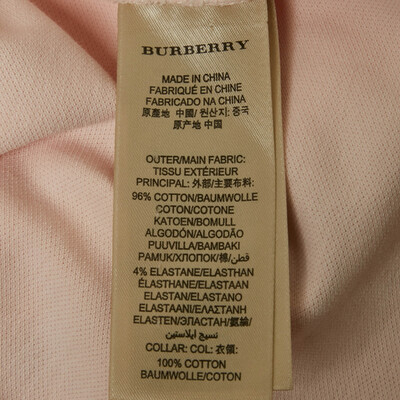 BURBERRY
MADE IN CHINA
FABRIQUÉ EN CHINE
FABRICADO NA CHINA
原產地 中國/ 원산지: 중국
原产地 中国
OUTER/MAIN FABRIC:
TISSU EXTÉRIEUR
PRINCIPAL: 外部/主要布料:
96% COTTON/BAUMWOLLE
COTON/COTONE
KATOEN/BOMULL
ALGODÓN/ALGODÃO
PUUVILLA/BAMBAKI
PAMUK/ХЛОПОК/棉/قطن
4% ELASTANE/ELASTHAN
ÉLASTHANE/ELASTAAN
ELASTAN/ELASTANO
ELASTAANI/ΕΛΑΣΤΑΝΗ
ELASTEN/ЭЛАСТАН/氨綸/
نسيج ايلاستين
COLLAR: COL: 衣領:
100% COTTON
BAUMWOLLE/COTON